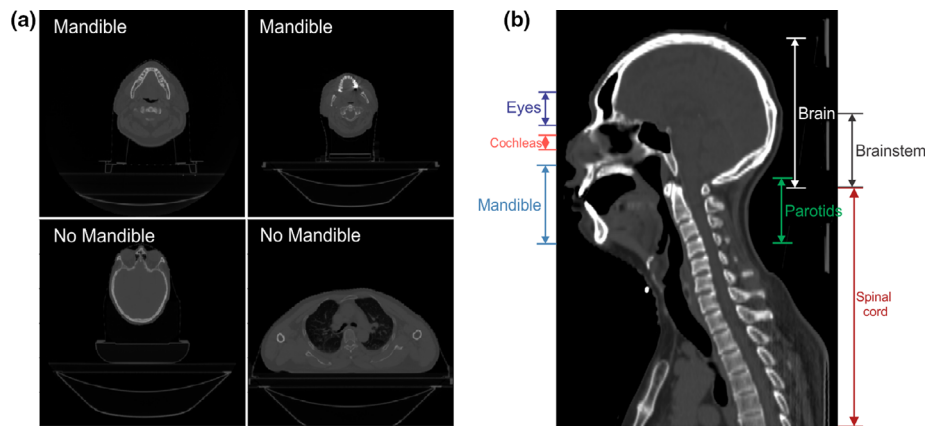 (a)
Mandible
Mandible
No Mandible
No Mandible
(b)
Eyes
Cochleas
Mandible
Brain
Brainstem
Parotids
Spinal
cord